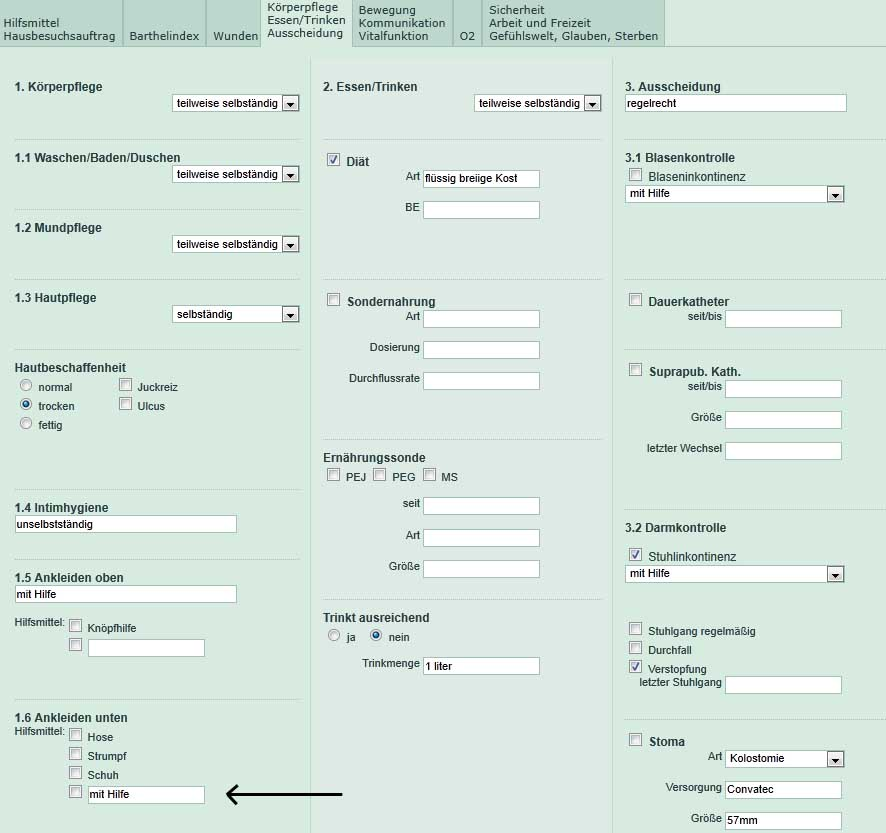 Hilfsmittel
Hausbesuchsauftrag
Barthelindex
Wunden
Körperpflege
Essen/Trinken
Ausscheidung
Bewegung
Kommunikation
Vitalfunktion
O2
Sicherheit
Arbeit und Freizeit
Gefühlswelt, Glauben, Sterben
1. Körperpflege
teilweise selbständig
1.1 Waschen/Baden/Duschen
teilweise selbständig
1.2 Mundpflege
teilweise selbständig
1.3 Hautpflege
selbständig
Hautbeschaffenheit
normal
Juckreiz
trocken
Ulcus
fettig
1.4 Intimhygiene
unselbstständig
1.5 Ankleiden oben
mit Hilfe
Hilfsmittel:
Knöpfhilfe
1.6 Ankleiden unten
Hilfsmittel:
Hose
Strumpf
Schuh
mit Hilfe
2. Essen/Trinken
teilweise selbständig
Diät
Art
flüssig breiige Kost
BE
Sondernahrung
Art
Dosierung
Durchflussrate
Ernährungssonde
PEJ
PEG
MS
seit
Art
Größe
Trinkt ausreichend
ja
nein
Trinkmenge
1 liter
3. Ausscheidung
regelrecht
3.1 Blasenkontrolle
Blaseninkontinenz
mit Hilfe
Dauerkatheter
seit/bis
Suprapub. Kath.
seit/bis
Größe
letzter Wechsel
3.2 Darmkontrolle
Stuhlinkontinenz
mit Hilfe
Stuhlgang regelmäßig
Durchfall
Verstopfung
letzter Stuhlgang
Stoma
Art
Kolostomie
Versorgung
Convatec
Größe
57mm